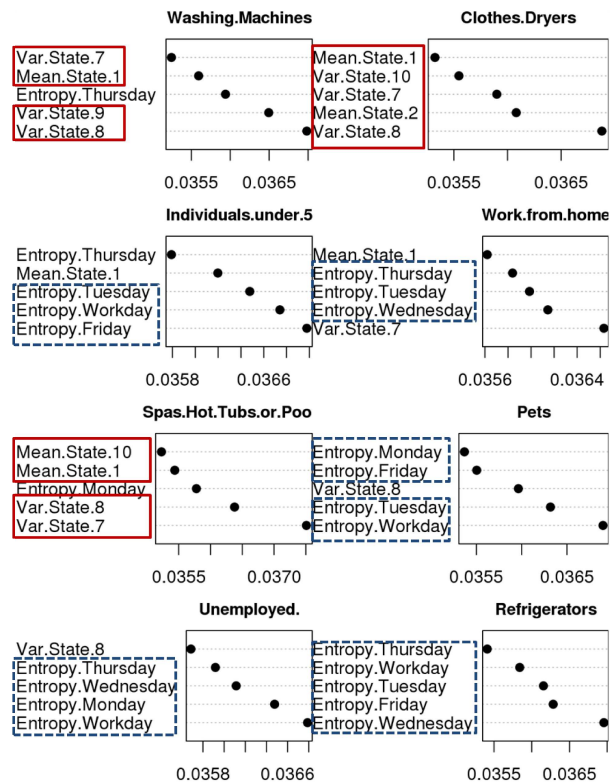 Washing.Machines
Var.State.7
Mean.State.1
Entropy.Thursday
Var.State.9
Var.State.8
0.0355 0.0365
Clothes.Dryers
Mean.State.1
Var.State.10
Var.State.7
Mean.State.2
Var.State.8
0.0355 0.0365
Individuals.under.5
Entropy.Thursday
Mean.State.1
Entropy.Tuesday
Entropy.Workday
Entropy.Friday
0.0358 0.0366
Work.from.home
Mean.State.1
Entropy.Thursday
Entropy.Tuesday
Entropy.Wednesday
Var.State.7
0.0356 0.0364
Spas.Hot.Tubs.or.Poo
Mean.State.10
Mean.State.1
Entropy.Monday
Var.State.8
Var.State.7
0.0355 0.0370
Pets
Entropy.Monday
Entropy.Friday
Var.State.8
Entropy.Tuesday
Entropy.Workday
0.0355 0.0365
Unemployed.
Var.State.8
Entropy.Thursday
Entropy.Wednesday
Entropy.Monday
Entropy.Workday
0.0358 0.0366
Refrigerators
Entropy.Thursday
Entropy.Workday
Entropy.Tuesday
Entropy.Friday
Entropy.Wednesday
0.0355 0.0365